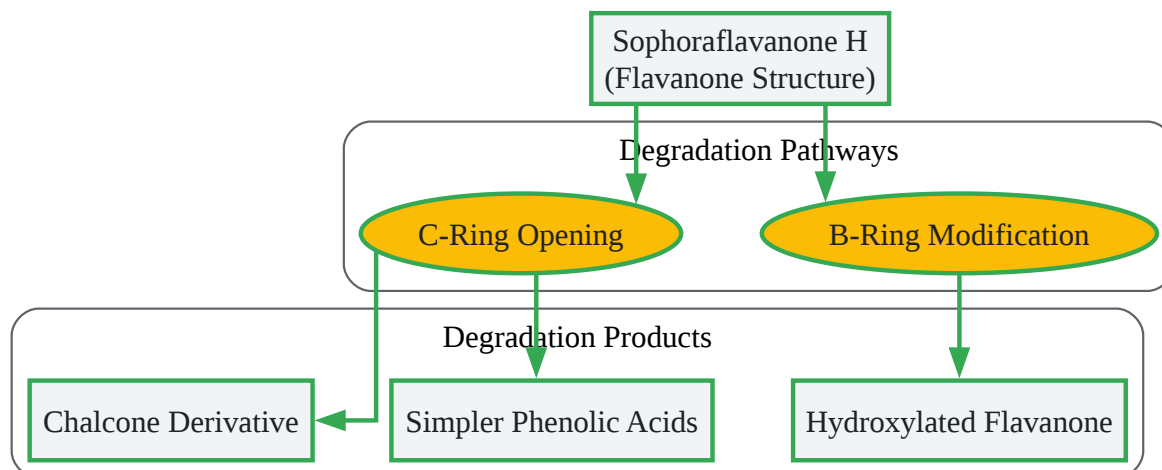 Sophoraflavanone H
(Flavanone Structure)
Degradation Pathways
C-Ring Opening
B-Ring Modification
Degradation Products
Chalcone Derivative
Simpler Phenolic Acids
Hydroxylated Flavanone